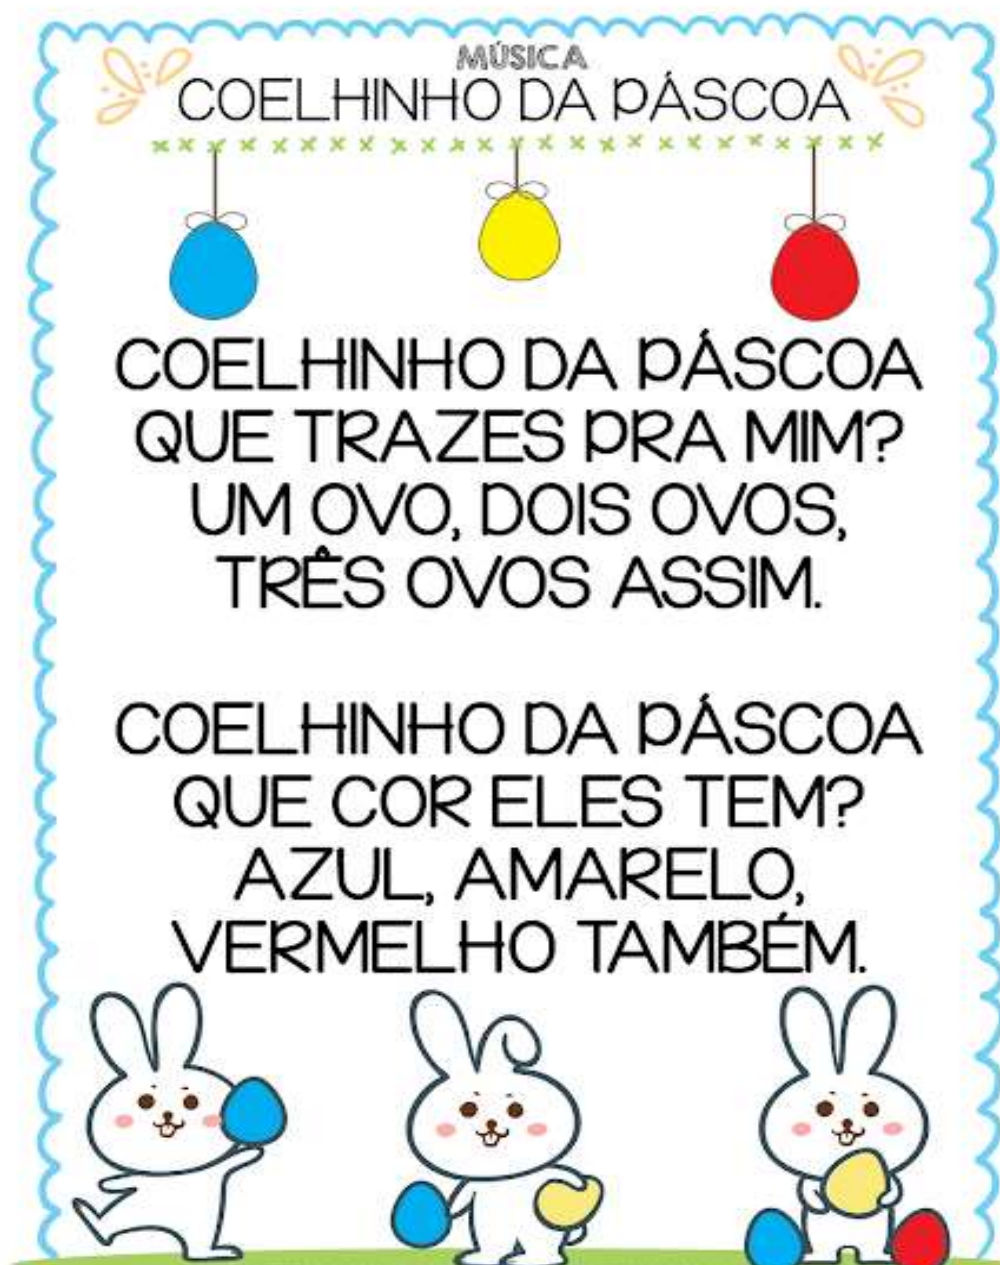 MÚSICA
COELHINHO DA PÁSCOA
COELHINHO DA PÁSCOA
QUE TRAZES PRA MIM?
UM OVO, DOIS OVOS,
TRÊS OVOS ASSIM.
COELHINHO DA PÁSCOA
QUE COR ELES TEM?
AZUL, AMARELO,
VERMELHO TAMBÉM.